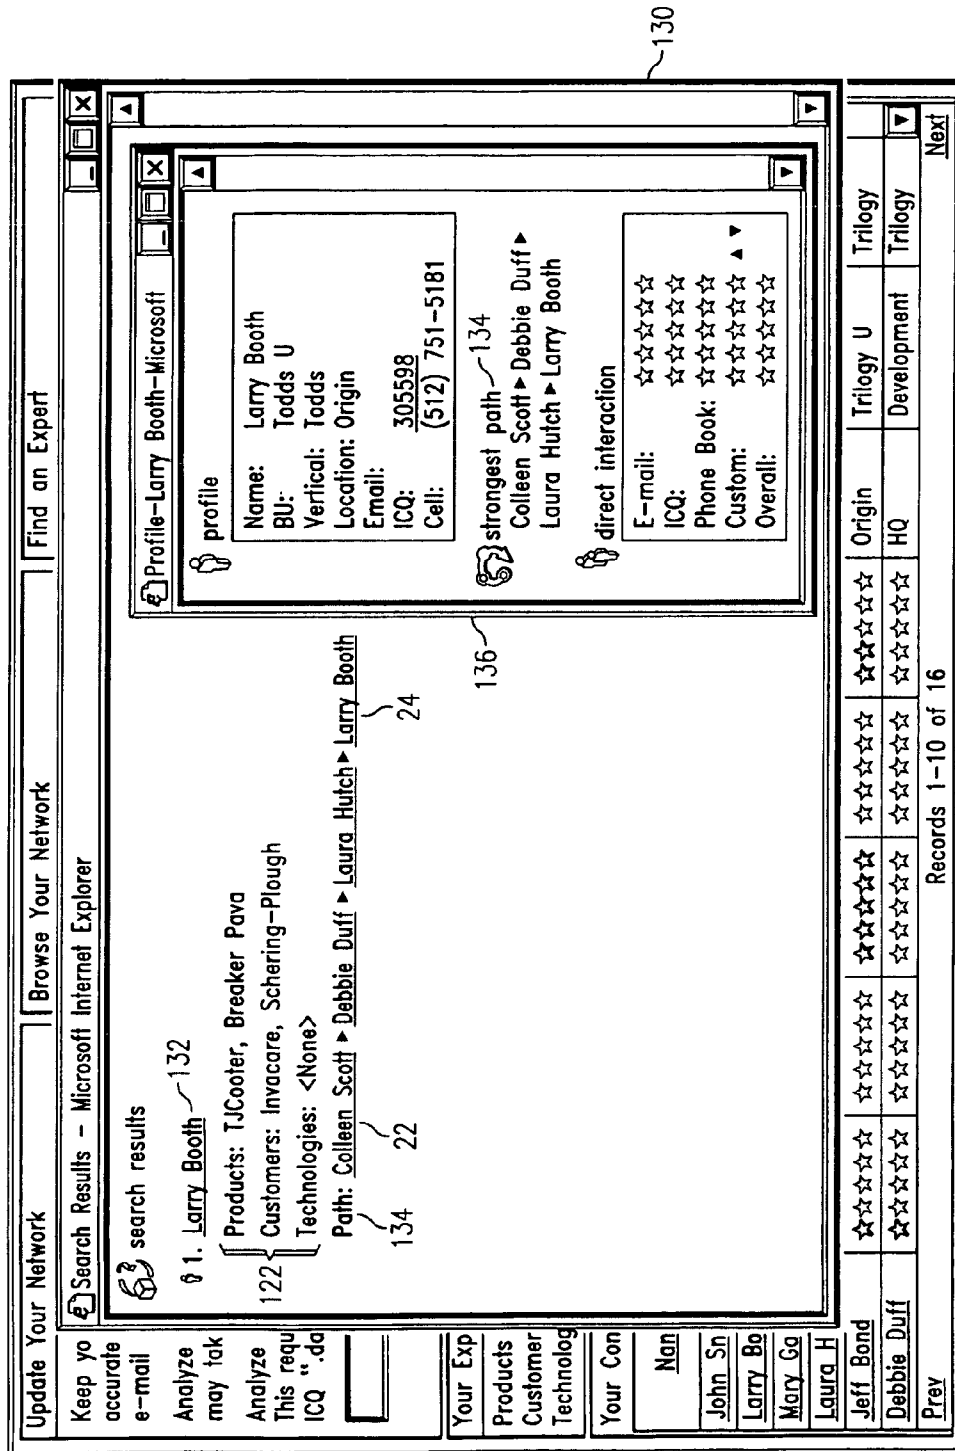 Update Your Network
Browse Your Network
Find an Expert
Keep yo
accurate
e-mail
Analyze
may tak
Analyze
This requ
ICQ ".da
Your Exp
Products
Customer
Technolog
Your Con
Nan
John Sn
Larry Bo
Mary Ga
Laura H
Jeff Bond ☆☆☆☆☆ ☆☆☆☆☆ ☆☆☆☆☆ ☆☆☆☆☆ ☆☆☆☆☆ Origin Trilogy U Trilogy
Debbie Duff ☆☆☆☆☆ ☆☆☆☆☆ ☆☆☆☆☆ ☆☆☆☆☆ ☆☆☆☆☆ HQ Development Trilogy
Prev Records 1-10 of 16 Next
Search Results - Microsoft Internet Explorer
search results
1. Larry Booth 132
Products: TJCooter, Breaker Pava
Customers: Invacare, Schering-Plough
Technologies: <None>
122
Path: Colleen Scott ▸ Debbie Duff ▸ Laura Hutch ▸ Larry Booth
134
22
24
136
130
Profile-Larry Booth-Microsoft
profile
Name: Larry Booth
BU: Todds U
Vertical: Todds
Location: Origin
Email:
ICQ: 305598
Cell: (512) 751-5181
strongest path 134
Colleen Scott ▸ Debbie Duff ▸
Laura Hutch ▸ Larry Booth
direct interaction
E-mail: ☆☆☆☆☆
ICQ: ☆☆☆☆☆
Phone Book: ☆☆☆☆☆
Custom: ☆☆☆☆☆ ▲ ▼
Overall: ☆☆☆☆☆